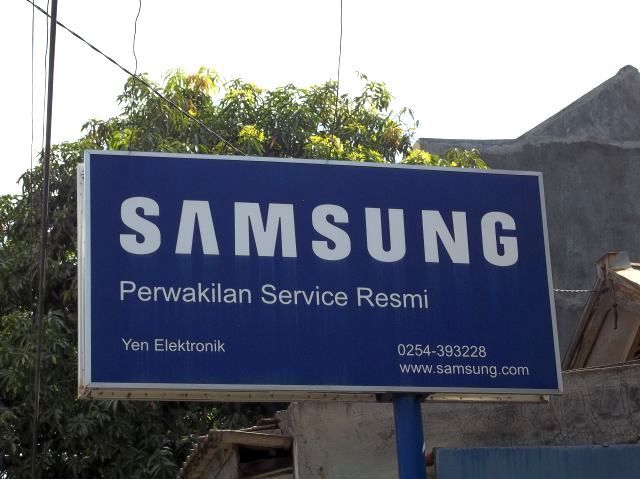 SAMSUNG
Perwakilan Service Resmi
Yen Elektronik
0254-393228
www.samsung.com